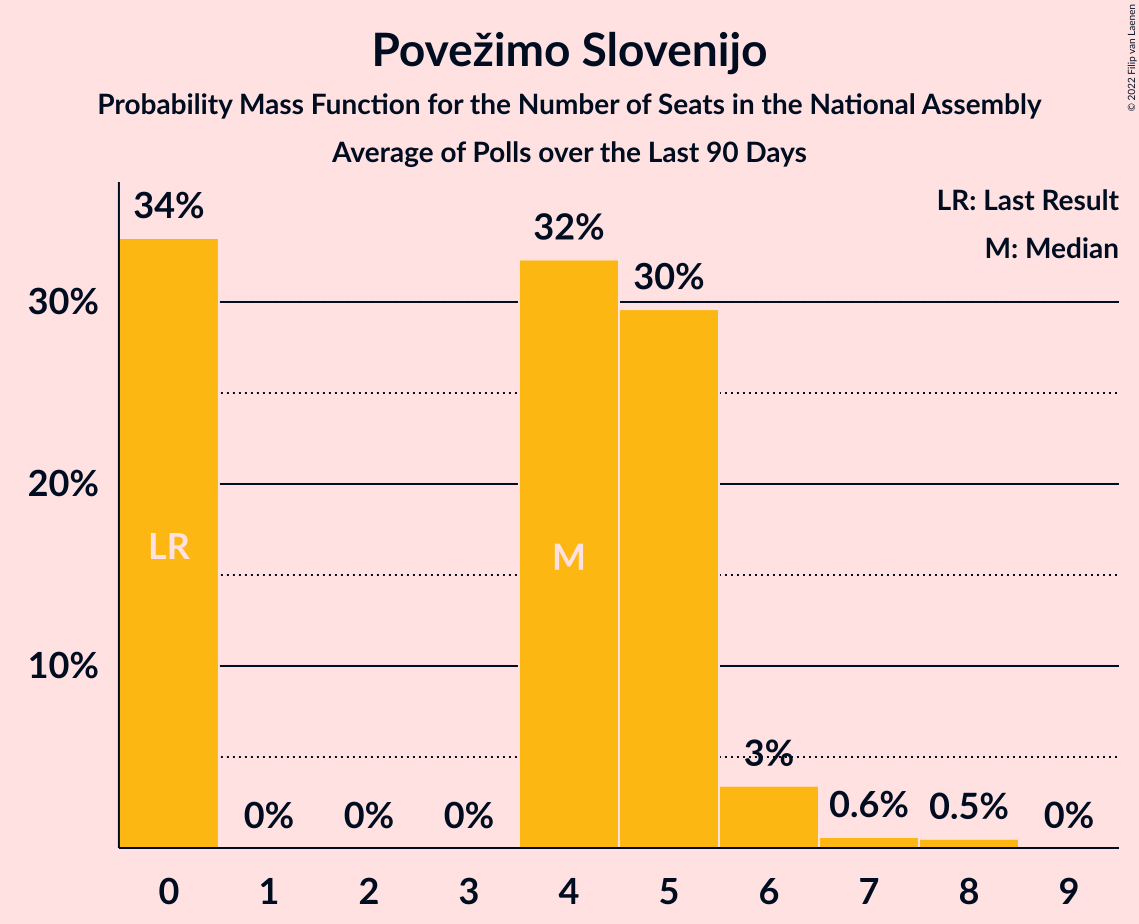 Povežimo Slovenijo
Probability Mass Function for the Number of Seats in the National Assembly
Average of Polls over the Last 90 Days
© 2022 Filip van Laenen
LR: Last Result
M: Median
34%
32%
30%
30%
20%
10%
LR
M
0%
0%
0%
3%
0.6%
0.5%
0%
0 1 2 3 4 5 6 7 8 9